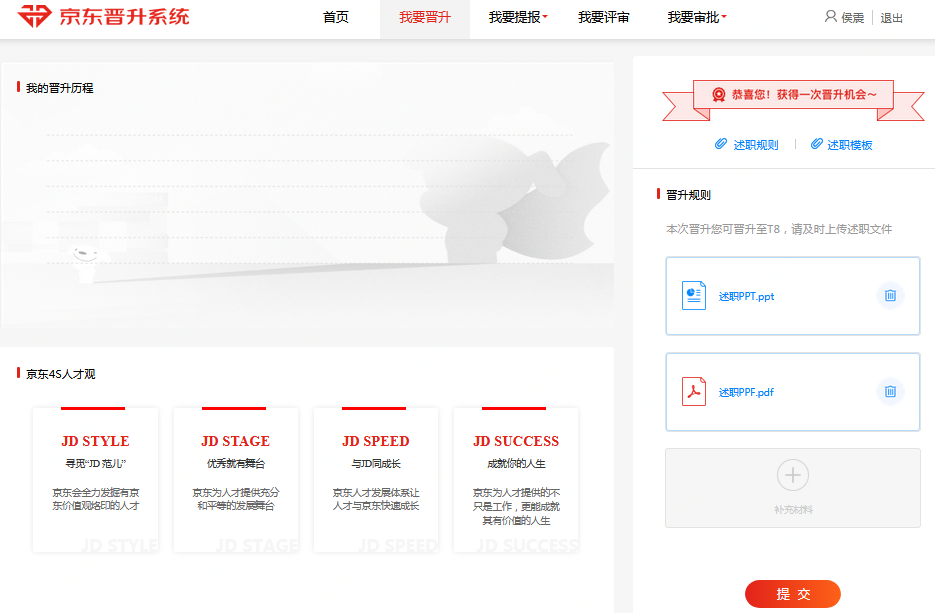 京东晋升系统
首页
我要晋升
我要提报
我要评审
我要审批
侯震
退出
我的晋升历程
恭喜您！获得一次晋升机会～
述职规则
述职模板
晋升规则
本次晋升您可晋升至T8，请及时上传述职文件
述职PPT.ppt
述职PPF.pdf
补充材料
提 交
京东4S人才观
JD STYLE
寻觅“JD 范儿”
京东会全力发掘有京
东价值观烙印的人才
JD STYLE
JD STAGE
优秀就有舞台
京东为人才提供充分
和平等的发展舞台
JD STAGE
JD SPEED
与JD同成长
京东人才发展体系让
人才与京东快速成长
JD SPEED
JD SUCCESS
成就你的人生
京东为人才提供的不
只是工作，更能成就
其有价值的人生
JD SUCCESS